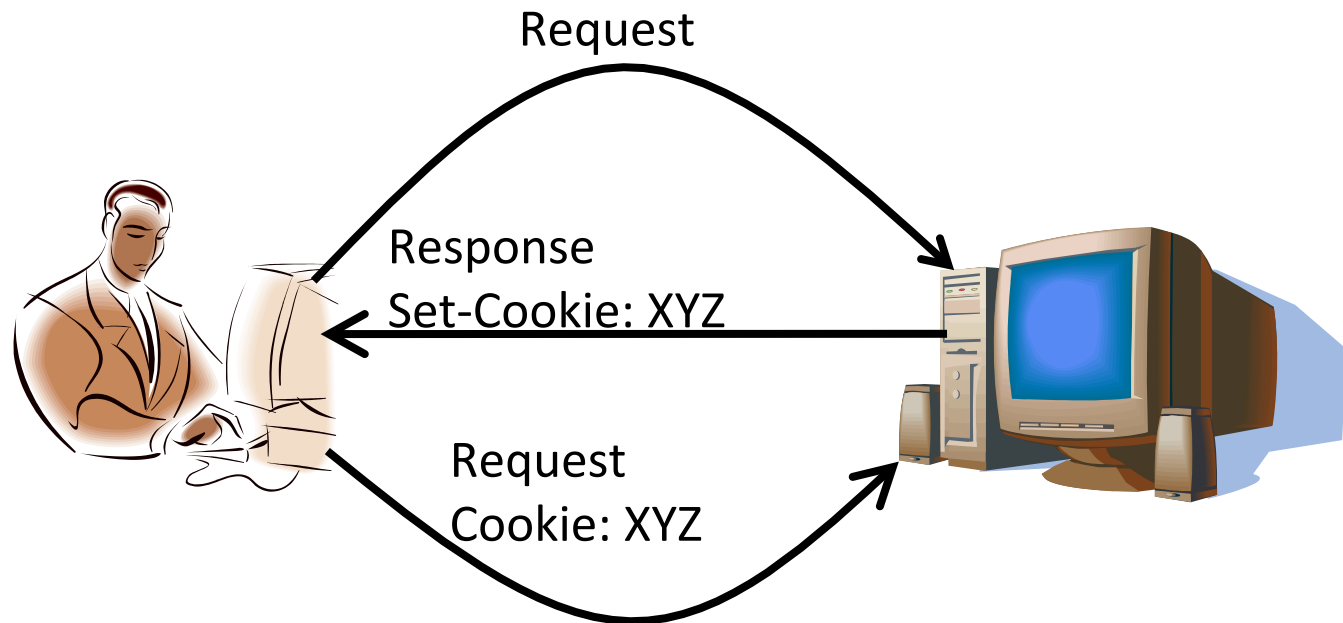 Request
Response
Set-Cookie: XYZ
Request
Cookie: XYZ